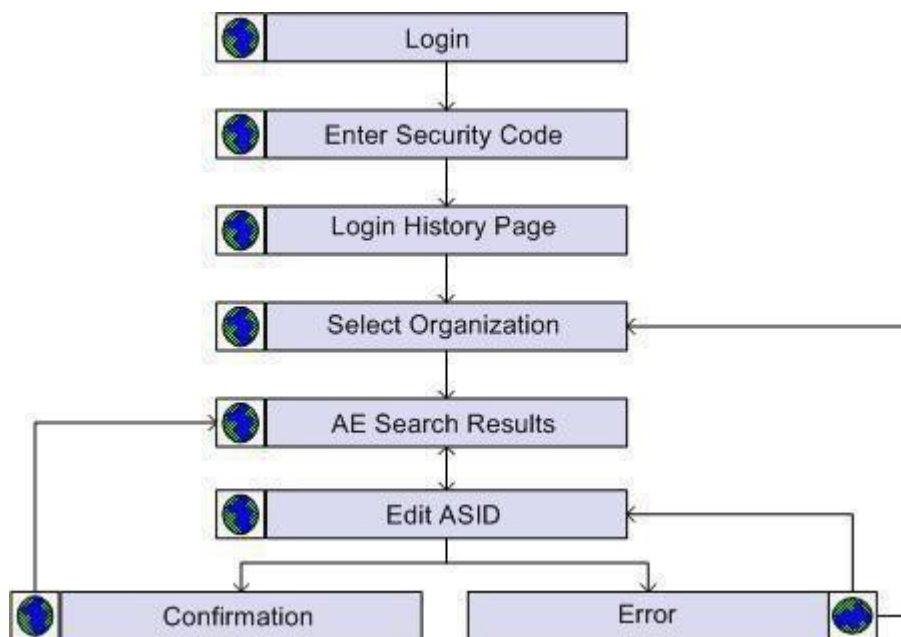 Login
Enter Security Code
Login History Page
Select Organization
AE Search Results
Edit ASID
Confirmation
Error